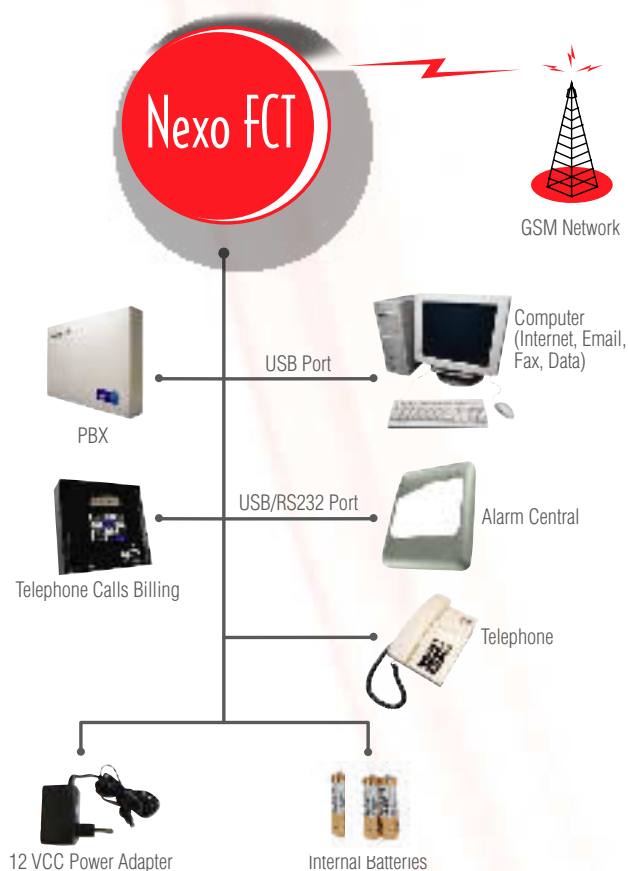 Nexo FCT
GSM Network
Computer
(Internet, Email,
Fax, Data)
USB Port
PBX
USB/RS232 Port
Alarm Central
Telephone Calls Billing
Telephone
12 VCC Power Adapter
Internal Batteries